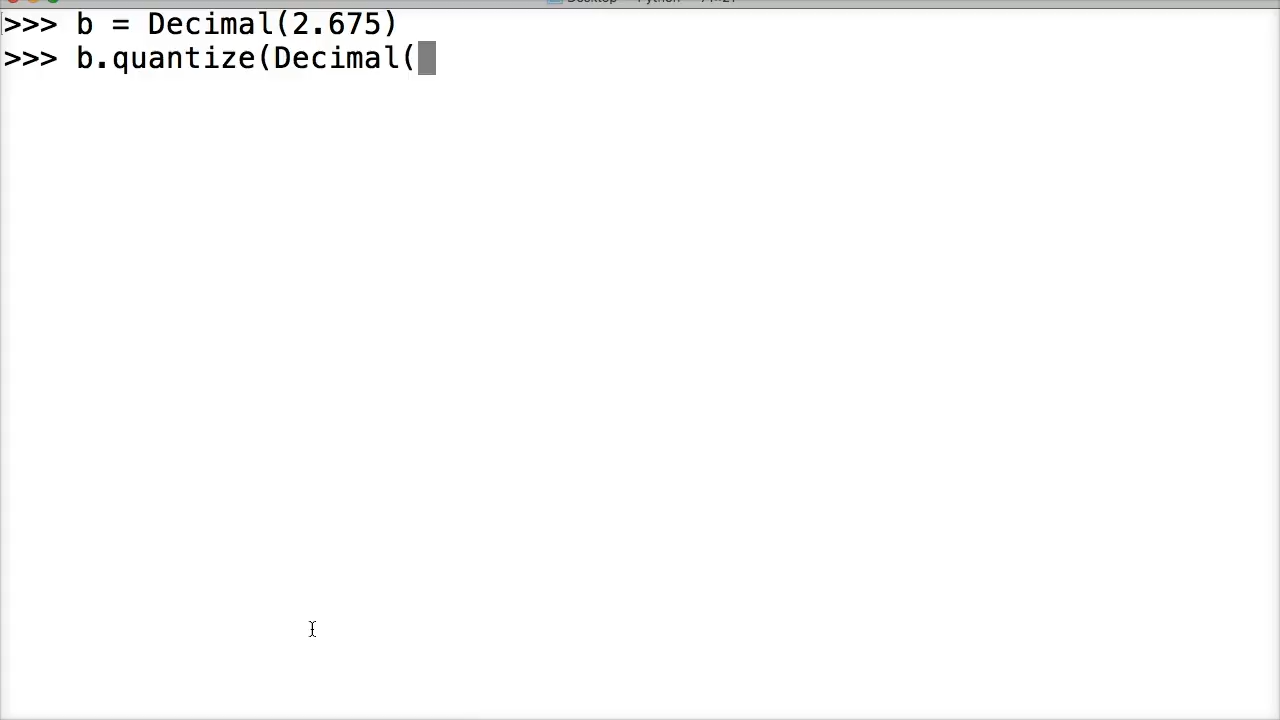 >>> b = Decimal(2.675)
>>> b.quantize(Decimal(